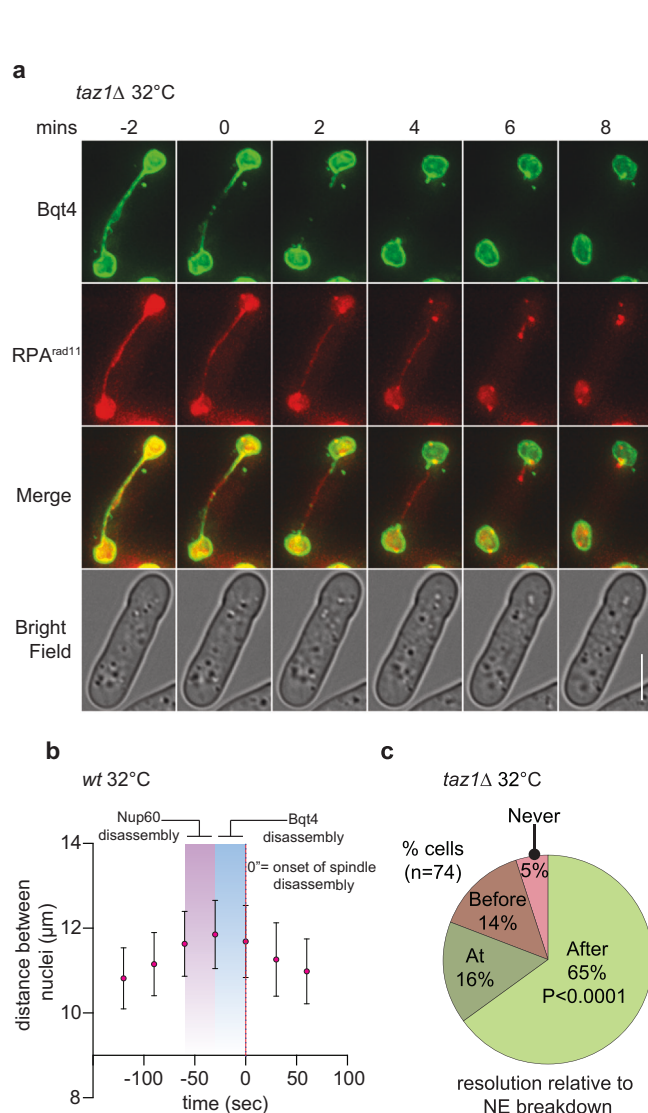 a
taz1Δ 32°C
mins -2 0 2 4 6 8
Bqt4
RPArad11
Merge
Bright
Field
b
wt 32°C
Nup60
disassembly
Bqt4
disassembly
0”= onset of spindle
disassembly
distance between
nuclei (μm)
14
12
10
8
-100 -50 0 50 100
time (sec)
c
taz1Δ 32°C
% cells
(n=74)
Never
5%
Before
14%
At
16%
After
65%
P<0.0001
resolution relative to
NE breakdown